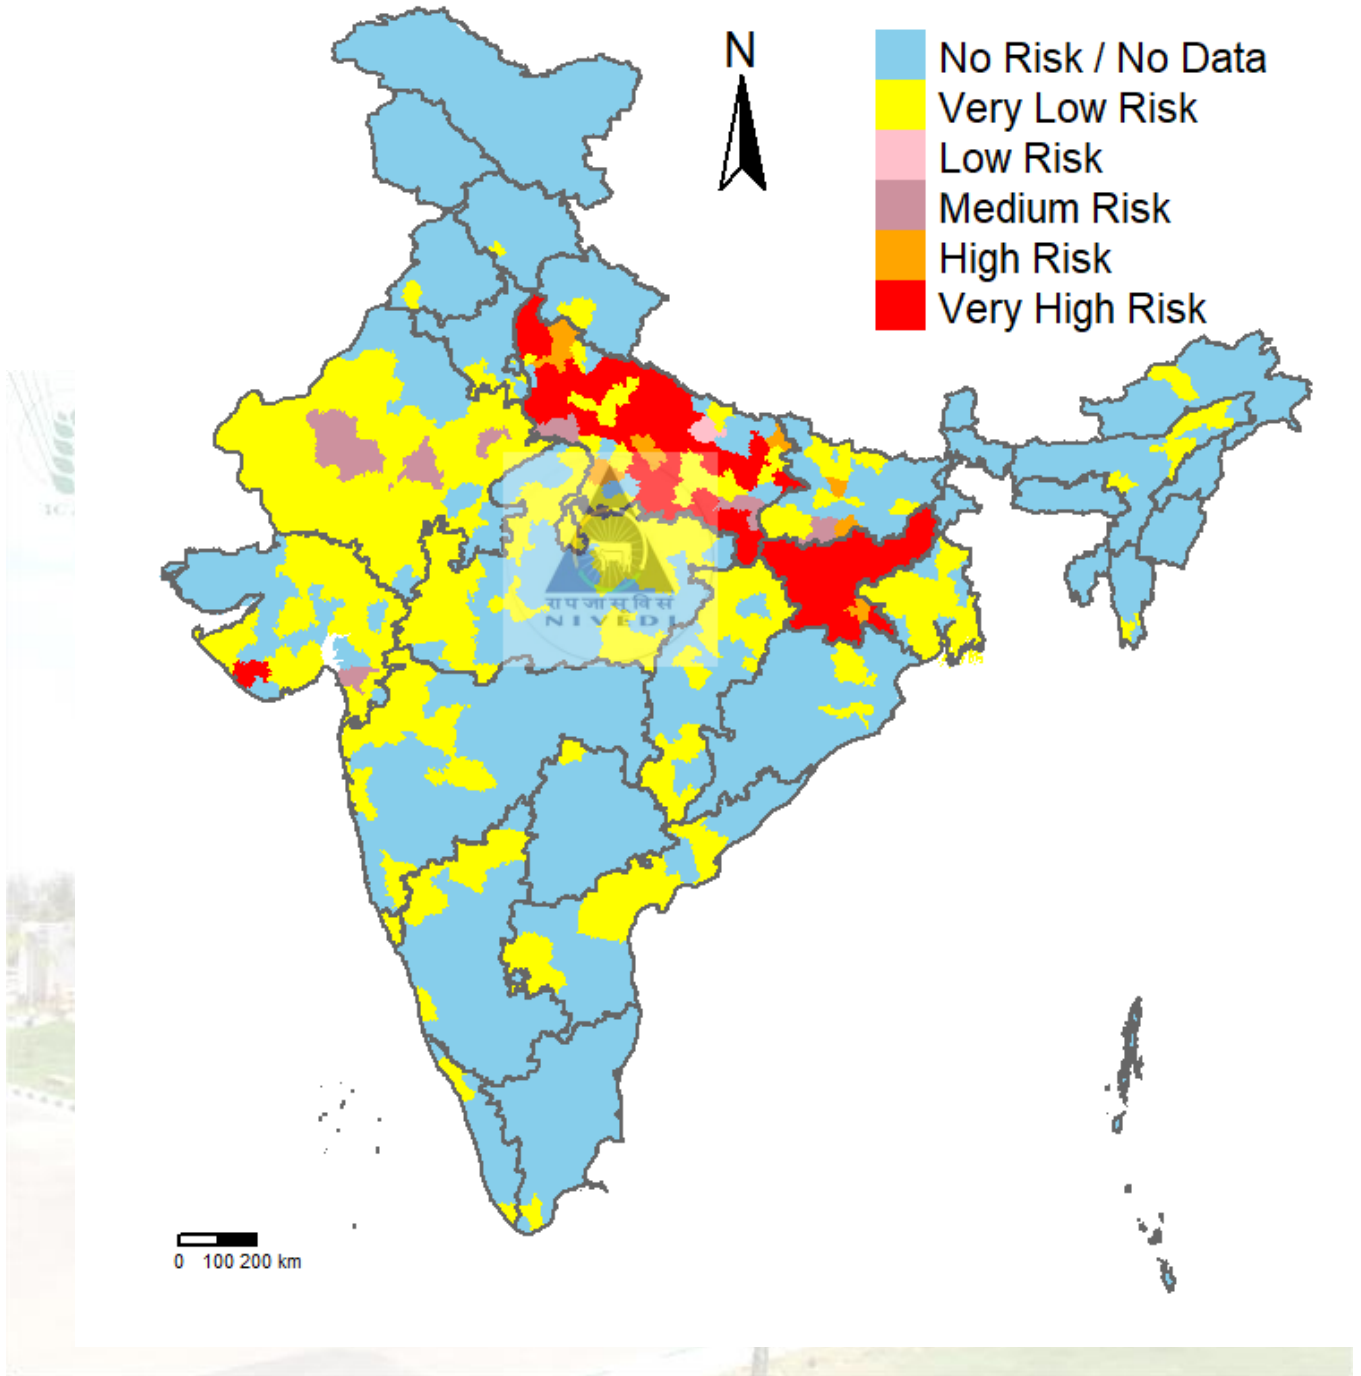 N
No Risk / No Data
Very Low Risk
Low Risk
Medium Risk
High Risk
Very High Risk
रा प जा सू वि सं
NIVEDI
0 100 200 km